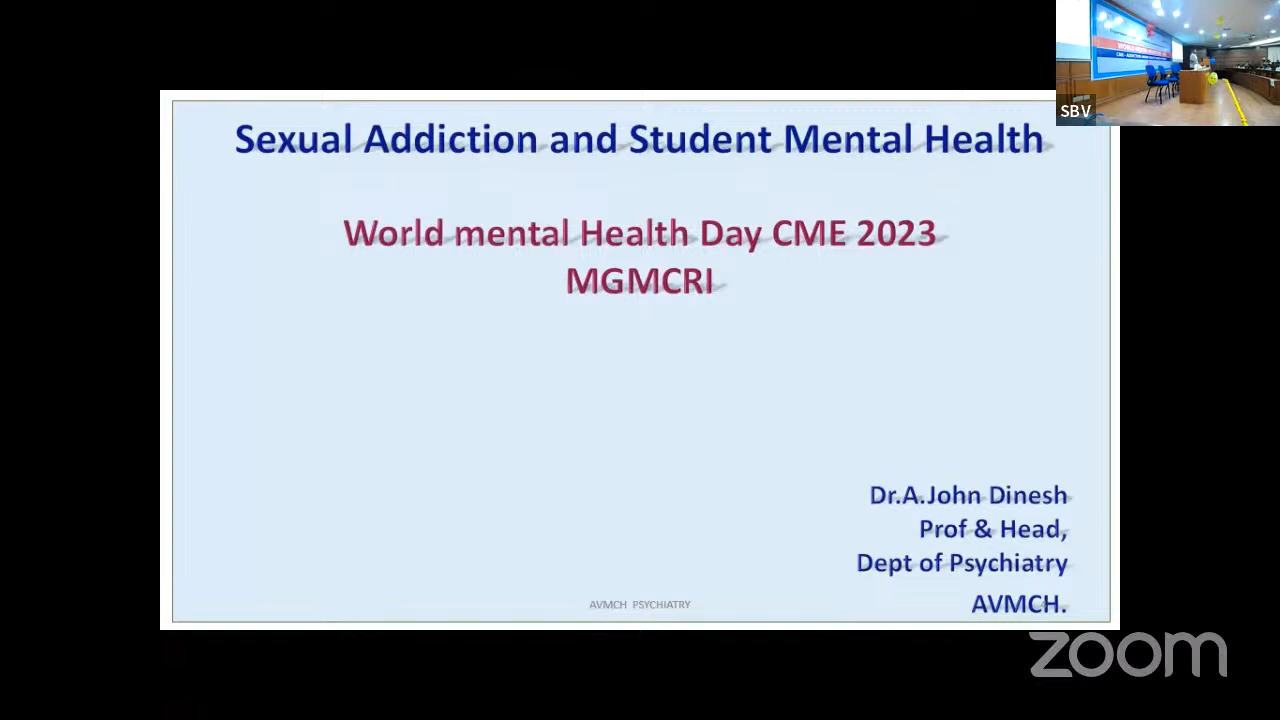 Sexual Addiction and Student Mental Health
World mental Health Day CME 2023
MGMCRI
Dr.A.John Dinesh
Prof & Head,
Dept of Psychiatry
AVMCH.
AVMCH PSYCHIATRY
SBV
zoom